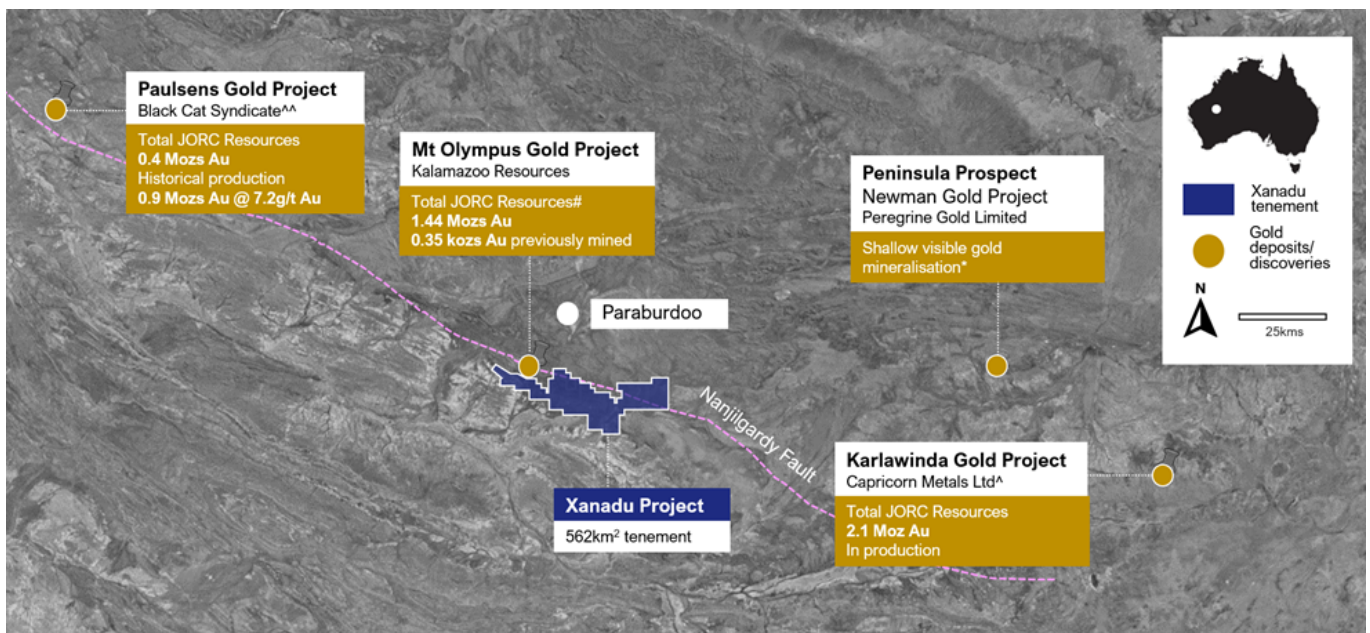 Paulsens Gold Project
Black Cat Syndicate^^
Total JORC Resources
0.4 Mozs Au
Historical production
0.9 Mozs Au @ 7.2g/t Au
Mt Olympus Gold Project
Kalamazoo Resources
Total JORC Resources#
1.44 Mozs Au
0.35 kozs Au previously mined
Peninsula Prospect
Newman Gold Project
Peregrine Gold Limited
Shallow visible gold
mineralisation*
Xanadu
tenement
Gold
deposits/
discoveries
N
25kms
Paraburdoo
Nanjilgardy Fault
Karlawinda Gold Project
Capricorn Metals Ltd^
Total JORC Resources
2.1 Moz Au
In production
Xanadu Project
562km² tenement